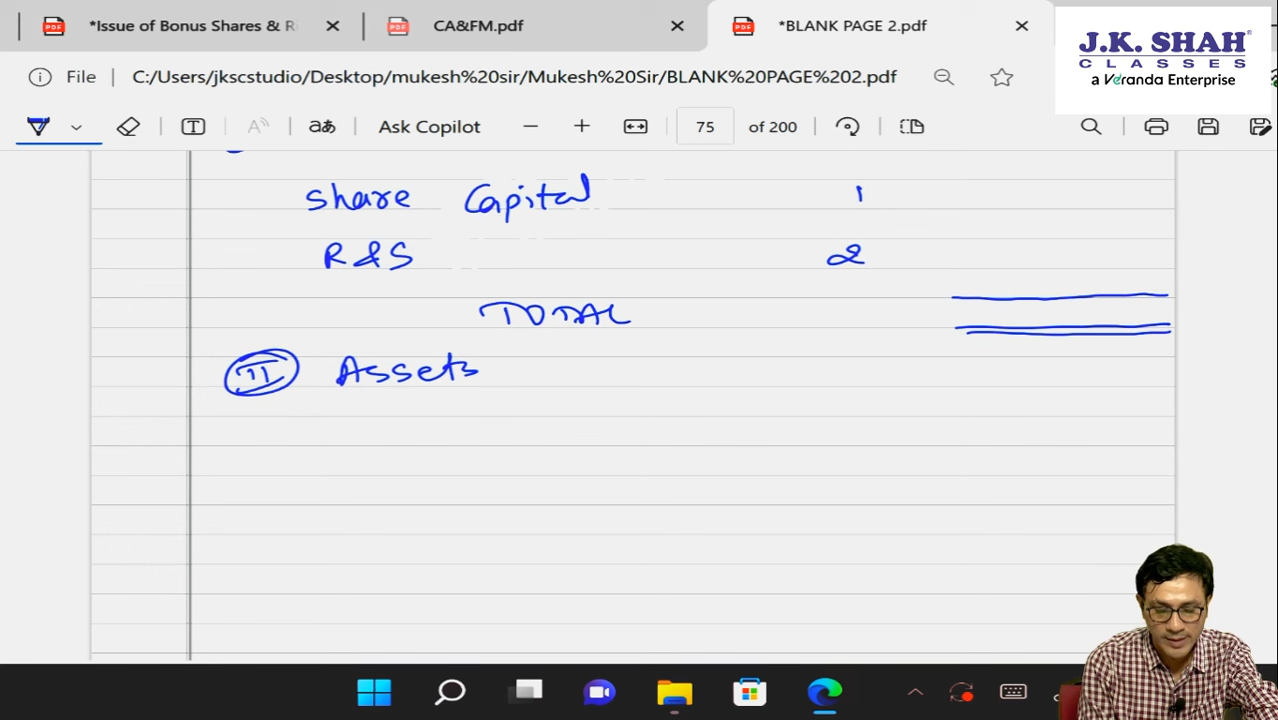 *Issue of Bonus Shares & Ri
CA&FM.pdf
*BLANK PAGE 2.pdf
J.K. SHAH®
CLASSES
a Veranda Enterprise
File
C:/Users/jkscstudio/Desktop/mukesh%20sir/Mukesh%20Sir/BLANK%20PAGE%202.pdf
Ask Copilot
75 of 200
Share Capital 1
R&S 2
TOTAL
II Assets